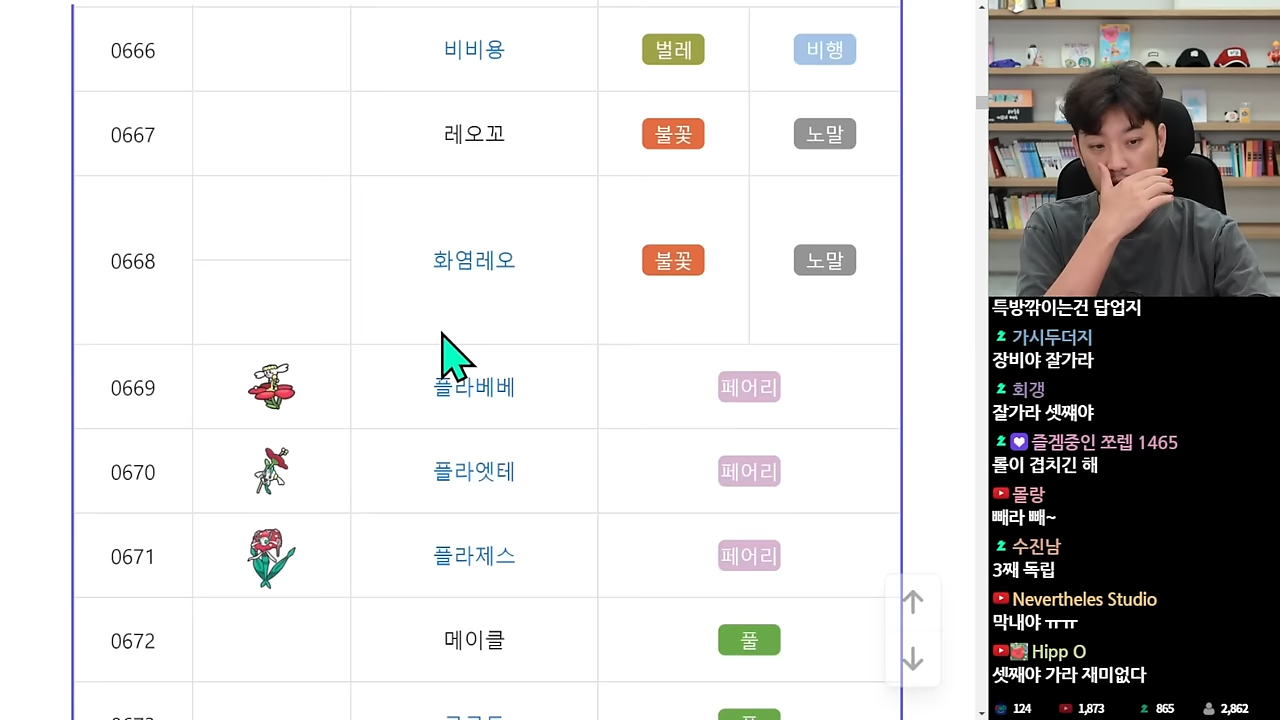 0666 비비용 벌레 비행
0667 레오꼬 불꽃 노말
0668 화염레오 불꽃 노말
0669 플라베베 페어리
0670 플라엣테 페어리
0671 플라제스 페어리
0672 메이클 풀
특방깎이는건 답업지
가시두더지
장비야 잘가라
회갱
잘가라 셋째야
즐겜중인 쪼렙 1465
롤이 겁치긴 해
몰랑
빼라 빼~
수진남
3째 독립
Nevertheles Studio
막내야 ㅠㅠ
Hipp O
셋째야 가라 재미없다
124 1,873 865 2,862